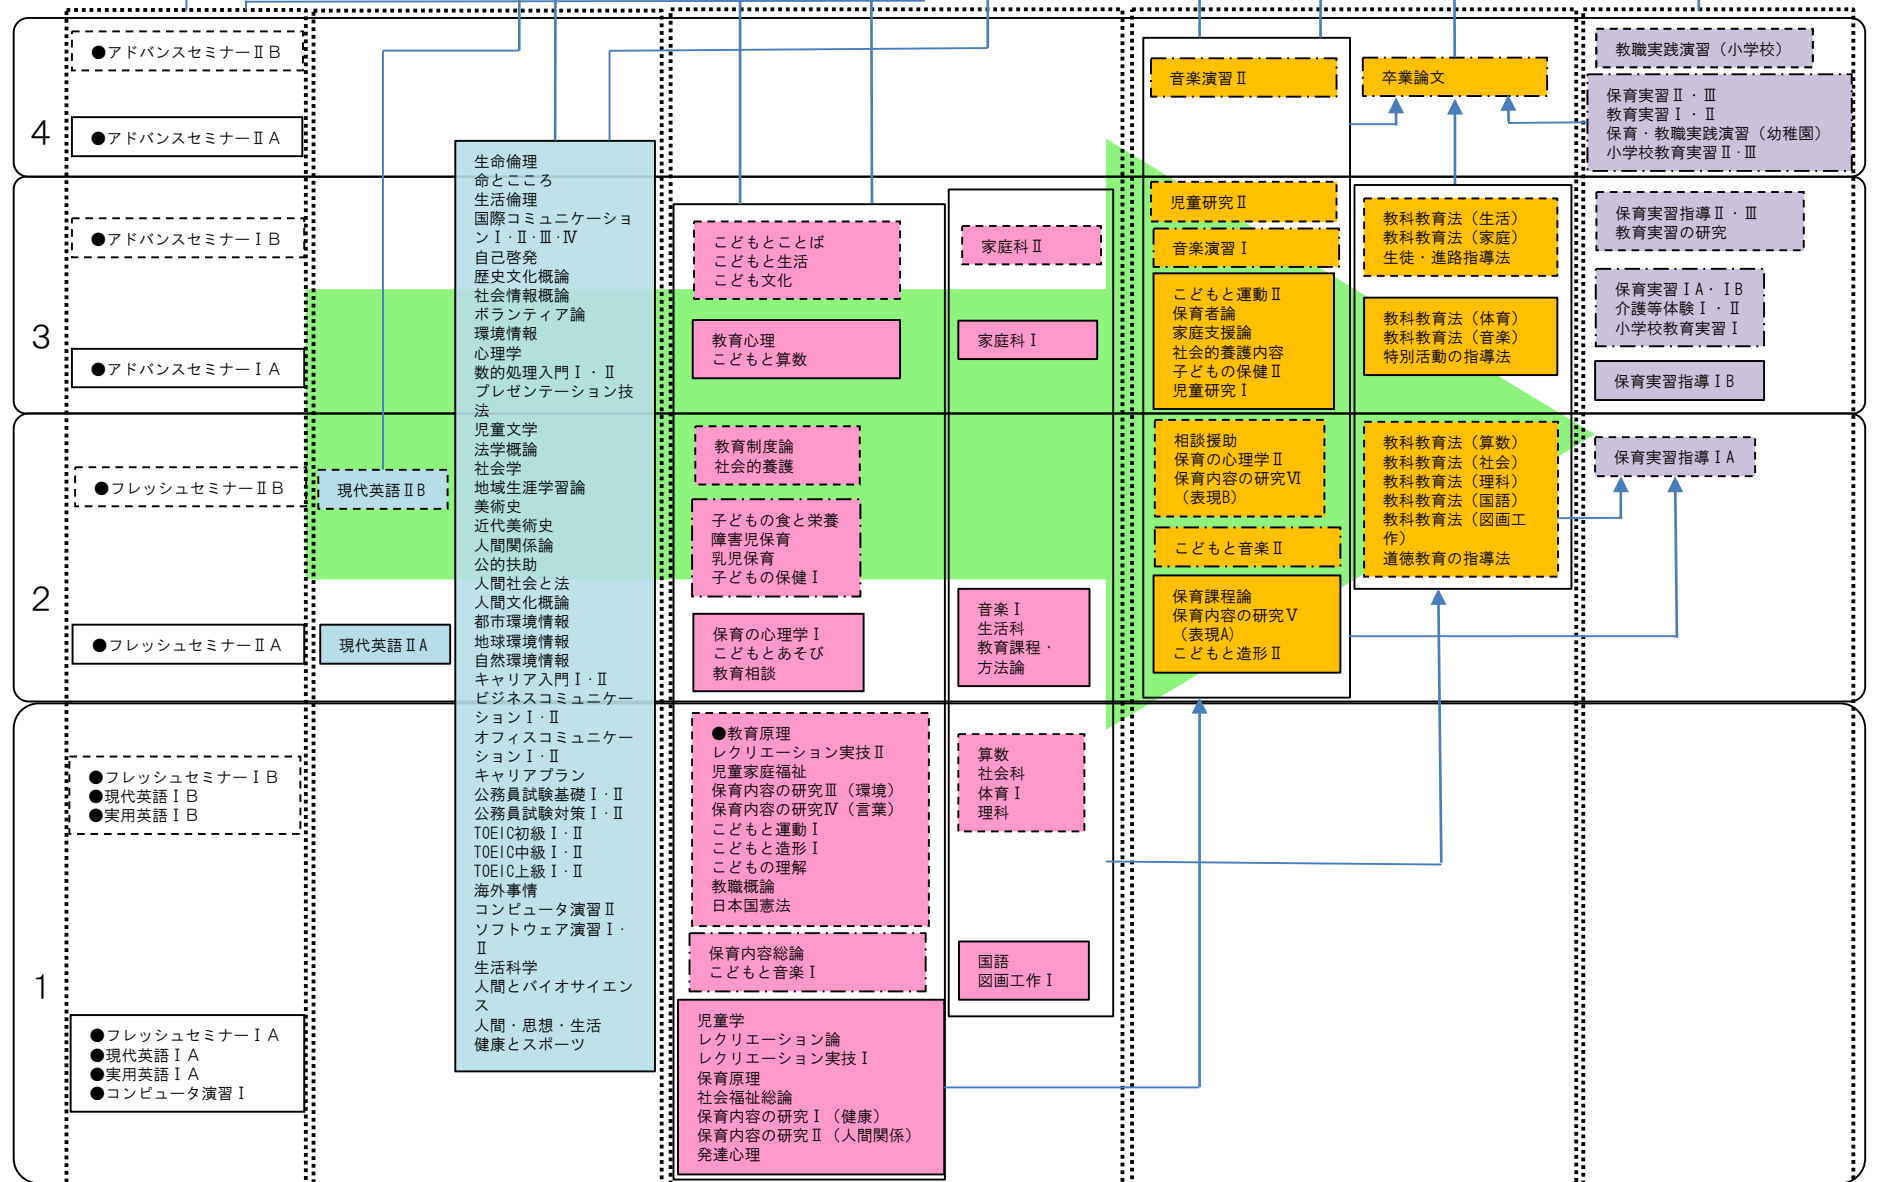 4
●アドバンスセミナーⅡＢ
●アドバンスセミナーⅡＡ
3
●アドバンスセミナーⅠＢ
●アドバンスセミナーⅠＡ
2
●フレッシュセミナーⅡＢ
●フレッシュセミナーⅡＡ
1
●フレッシュセミナーⅠＢ
●現代英語ⅠＢ
●実用英語ⅠＢ
●フレッシュセミナーⅠＡ
●現代英語ⅠＡ
●実用英語ⅠＡ
●コンピュータ演習Ⅰ
現代英語ⅡＢ
現代英語ⅡＡ
生命倫理
命とこころ
生活倫理
国際コミュニケーショ
ンⅠ・Ⅱ・Ⅲ・Ⅳ
自己啓発
歴史文化概論
社会情報概論
ボランティア論
環境情報
心理学
数的処理入門Ⅰ・Ⅱ
プレゼンテーション技
法
児童文学
法学概論
社会学
地域生涯学習論
美術史
近代美術史
人間関係論
公的扶助
人間社会と法
人間文化概論
都市環境情報
地球環境情報
自然環境情報
キャリア入門Ⅰ・Ⅱ
ビジネスコミュニケー
ションⅠ・Ⅱ
オフィスコミュニケー
ションⅠ・Ⅱ
キャリアプラン
公務員試験基礎Ⅰ・Ⅱ
公務員試験対策Ⅰ・Ⅱ
TOEIC初級Ⅰ・Ⅱ
TOEIC中級Ⅰ・Ⅱ
TOEIC上級Ⅰ・Ⅱ
海外事情
コンピュータ演習Ⅱ
ソフトウェア演習Ⅰ・
Ⅱ
生活科学
人間とバイオサイエン
ス
人間・思想・生活
健康とスポーツ
こどもとことば
こどもと生活
こども文化
教育心理
こどもと算数
教育制度論
社会的養護
子どもの食と栄養
障害児保育
乳児保育
子どもの保健Ⅰ
保育の心理学Ⅰ
こどもとあそび
教育相談
●教育原理
レクリエーション実技Ⅱ
児童家庭福祉
保育内容の研究Ⅲ（環境）
保育内容の研究Ⅳ（言葉）
こどもと運動Ⅰ
こどもと造形Ⅰ
こどもの理解
教職概論
日本国憲法
保育内容総論
こどもと音楽Ⅰ
児童学
レクリエーション論
レクリエーション実技Ⅰ
保育原理
社会福祉総論
保育内容の研究Ⅰ（健康）
保育内容の研究Ⅱ（人間関係）
発達心理
家庭科Ⅱ
家庭科Ⅰ
音楽Ⅰ
生活科
教育課程・
方法論
算数
社会科
体育Ⅰ
理科
国語
図画工作Ⅰ
音楽演習Ⅱ
児童研究Ⅱ
音楽演習Ⅰ
こどもと運動Ⅱ
保育者論
家庭支援論
社会的養護内容
子どもの保健Ⅱ
児童研究Ⅰ
相談援助
保育の心理学Ⅱ
保育内容の研究Ⅵ
（表現B）
こどもと音楽Ⅱ
保育課程論
保育内容の研究Ⅴ
（表現A）
こどもと造形Ⅱ
卒業論文
教科教育法（生活）
教科教育法（家庭）
生徒・進路指導法
教科教育法（体育）
教科教育法（音楽）
特別活動の指導法
教科教育法（算数）
教科教育法（社会）
教科教育法（理科）
教科教育法（国語）
教科教育法（図画工
作）
道徳教育の指導法
教職実践演習（小学校）
保育実習Ⅱ・Ⅲ
教育実習Ⅰ・Ⅱ
保育・教職実践演習（幼稚園）
小学校教育実習Ⅱ・Ⅲ
保育実習指導Ⅱ・Ⅲ
教育実習の研究
保育実習ⅠＡ・ⅠＢ
介護等体験Ⅰ・Ⅱ
小学校教育実習Ⅰ
保育実習指導ⅠＢ
保育実習指導ⅠＡ